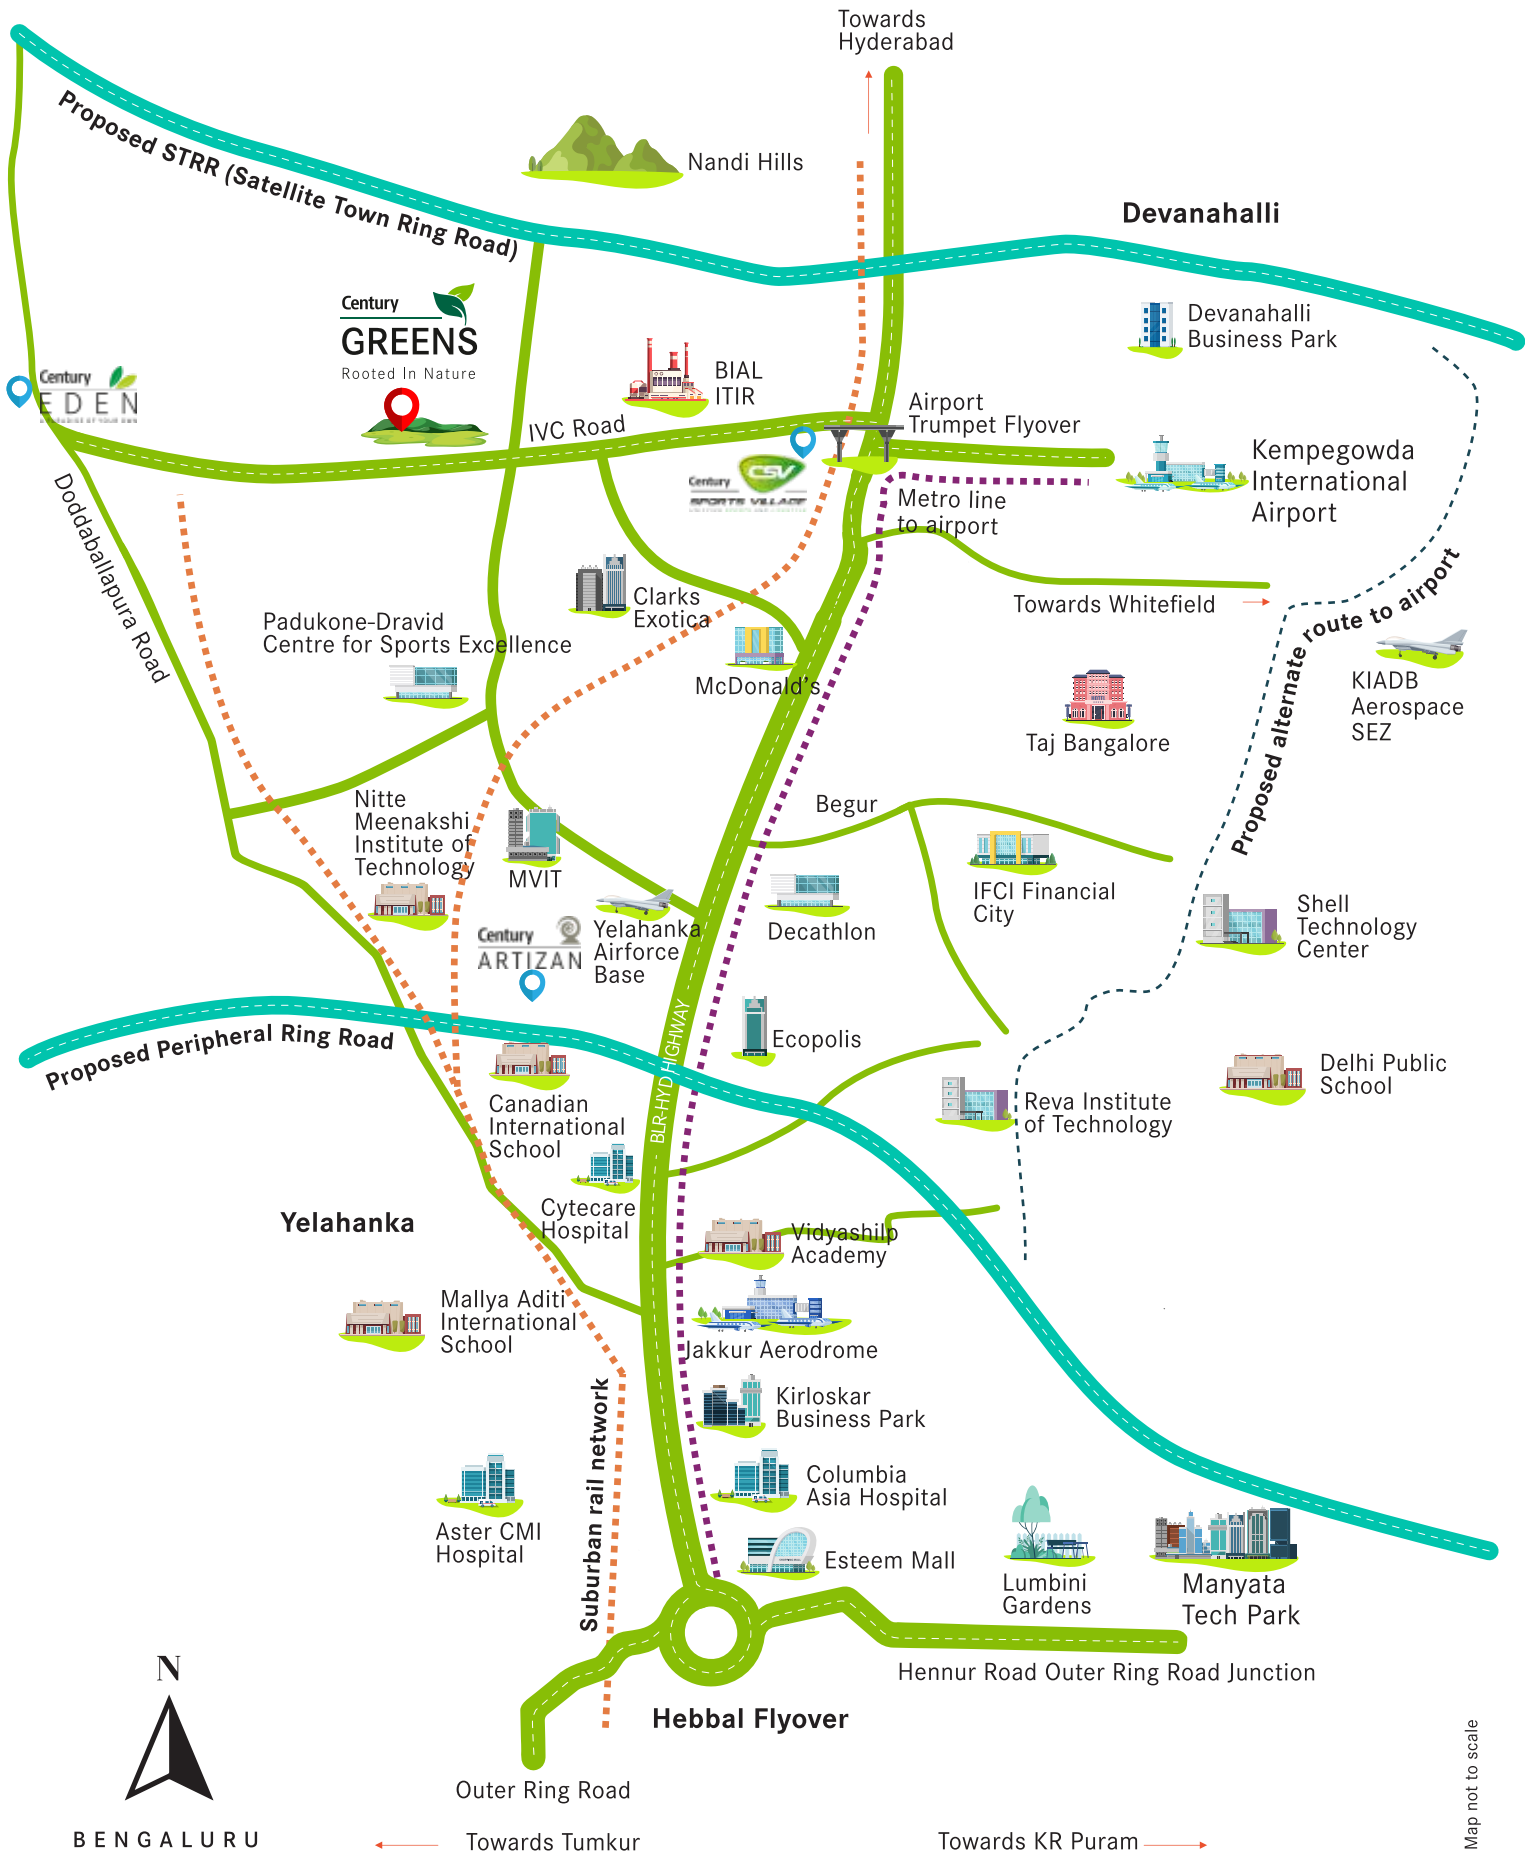 Towards
Hyderabad
Proposed STRR (Satellite Town Ring Road)
Nandi Hills
Devanahalli
Century
GREENS
Rooted In Nature
Devanahalli
Business Park
BIAL
ITIR
Century
EDEN
IVC Road
Airport
Trumpet Flyover
Kempegowda
International
Airport
Century
CSV
SPORTS VILLAGE
Metro line
to airport
Doddaballapura Road
Clarks
Exotica
Towards Whitefield
Padukone-Dravid
Centre for Sports Excellence
McDonald's
Proposed alternate route to airport
KIADB
Aerospace
SEZ
Taj Bangalore
Nitte
Meenakshi
Institute of
Technology
MVIT
Begur
IFCI Financial
City
Shell
Technology
Center
Century
ARTIZAN
Yelahanka
Airforce
Base
Decathlon
BLR-HYD HIGHWAY
Ecopolis
Proposed Peripheral Ring Road
Canadian
International
School
Reva Institute
of Technology
Delhi Public
School
Cytecare
Hospital
Yelahanka
Vidyashilp
Academy
Mallya Aditi
International
School
Jakkur Aerodrome
Kirloskar
Business Park
Suburban rail network
Columbia
Asia Hospital
Aster CMI
Hospital
Esteem Mall
Lumbini
Gardens
Manyata
Tech Park
Hennur Road Outer Ring Road Junction
Hebbal Flyover
N
BENGALURU
Outer Ring Road
Towards Tumkur
Towards KR Puram
Map not to scale